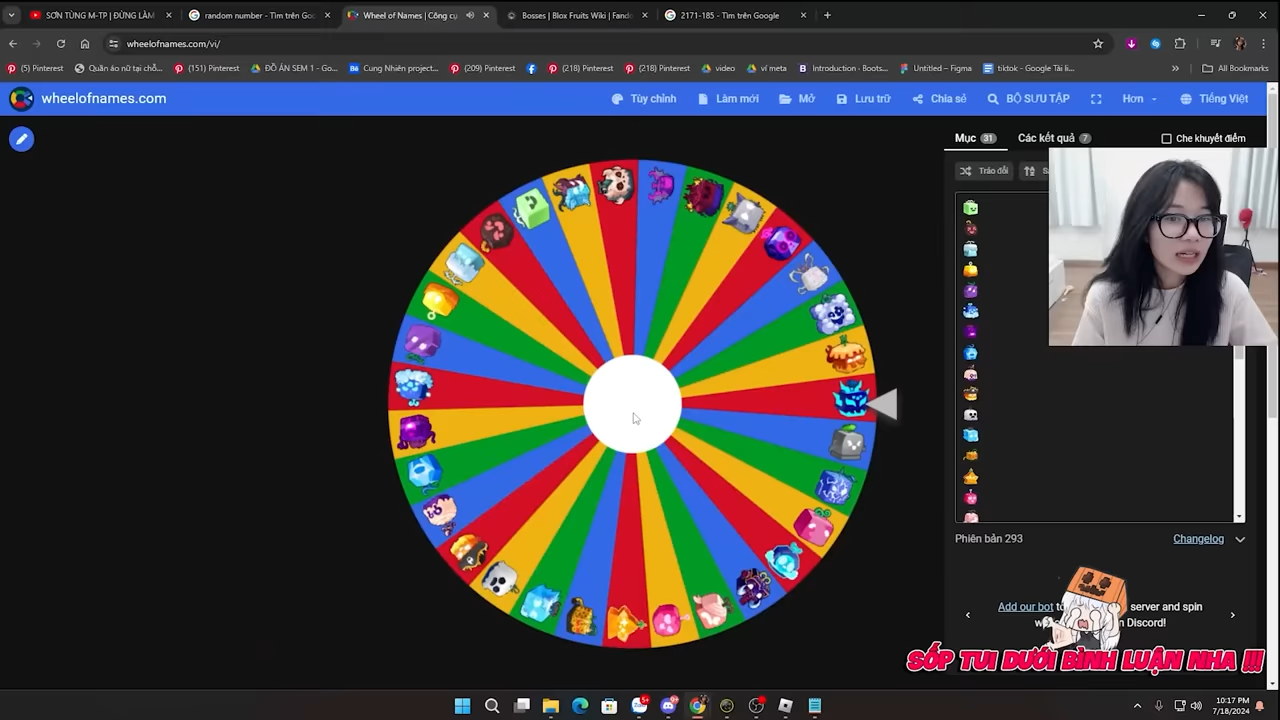 SƠN TÙNG M-TP | ĐỪNG LÀM
random number - Tìm trên Goo
Wheel of Names | Công cụ
Bosses | Blox Fruits Wiki | Fando
2171-185 - Tìm trên Google
wheelofnames.com/vi/
(5) Pinterest
Quần áo nữ tại chỗ...
(151) Pinterest
ĐỒ ÁN SEM 1 - Go...
Cung Nhiên project...
(209) Pinterest
(218) Pinterest
(218) Pinterest
video
ví meta
Introduction - Boots...
Untitled – Figma
tiktok - Google Tài li...
All Bookmarks
wheelofnames.com
Tùy chỉnh
Làm mới
Mở
Lưu trữ
Chia sẻ
BỘ SƯU TẬP
Hơn
Tiếng Việt
Mục 31
Các kết quả 7
Che khuyết điểm
Tráo đổi
Phiên bản 293
Changelog
Add our bot
server and spin
Discord!
SỐP TUI DƯỚI BÌNH LUẬN NHA !!!
10:17 PM
7/18/2024